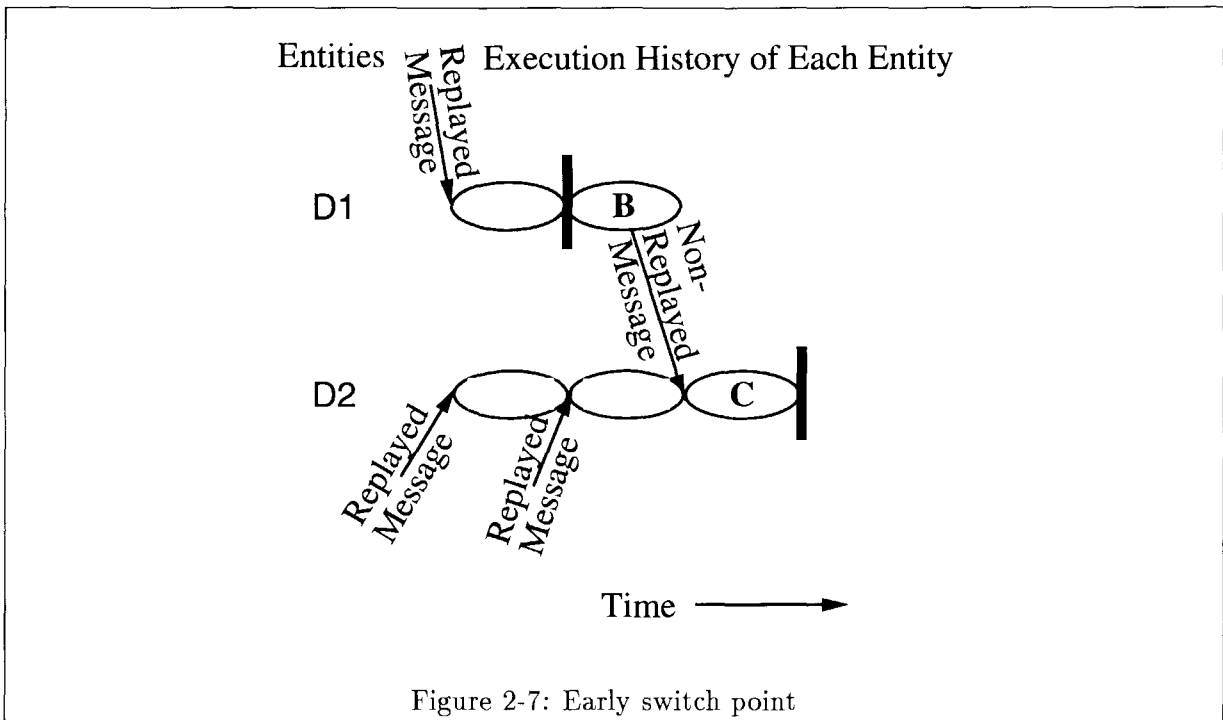 Entities
Replayed
Message
Execution History of Each Entity
D1
B
Non-
Replayed
Message
D2
C
Replayed
Message
Replayed
Message
Time
Figure 2-7: Early switch point